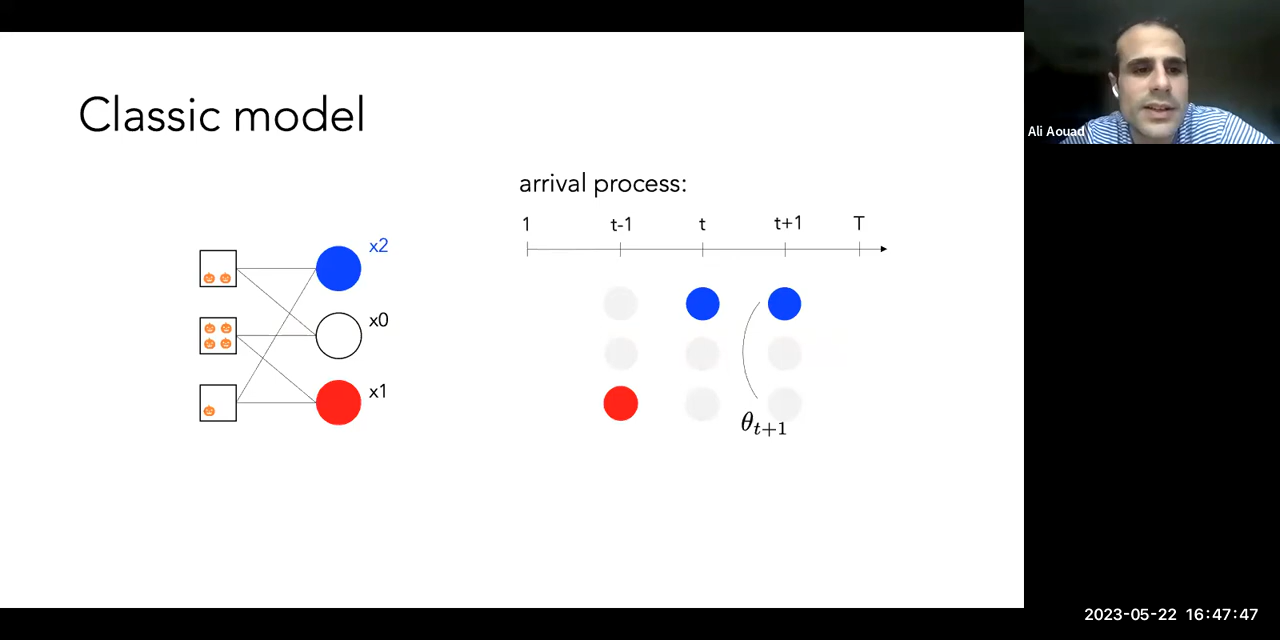 Classic model
arrival process:
1 t-1 t t+1 T
x2
x0
x1
θt+1
Ali Aouad
2023-05-22 16:47:47